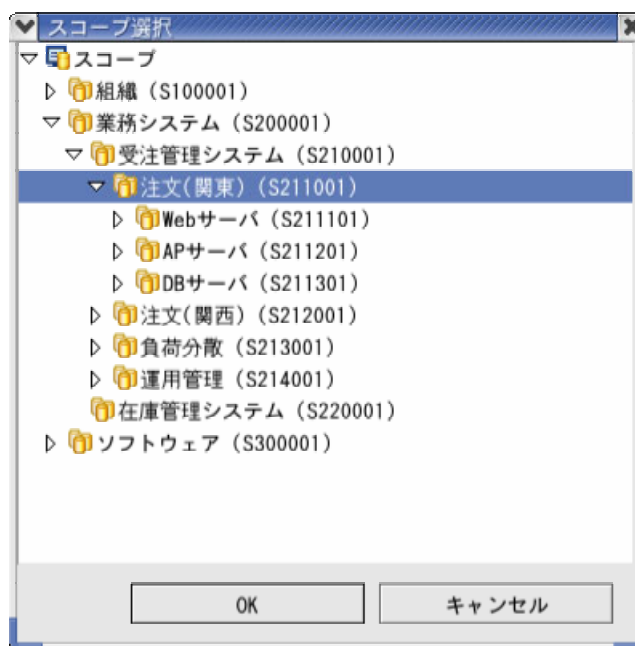 スコープ選択
スコープ
組織 (S100001)
業務システム (S200001)
受注管理システム (S210001)
注文(関東) (S211001)
Webサーバ (S211101)
APサーバ (S211201)
DBサーバ (S211301)
注文(関西) (S212001)
負荷分散 (S213001)
運用管理 (S214001)
在庫管理システム (S220001)
ソフトウェア (S300001)
OK キャンセル